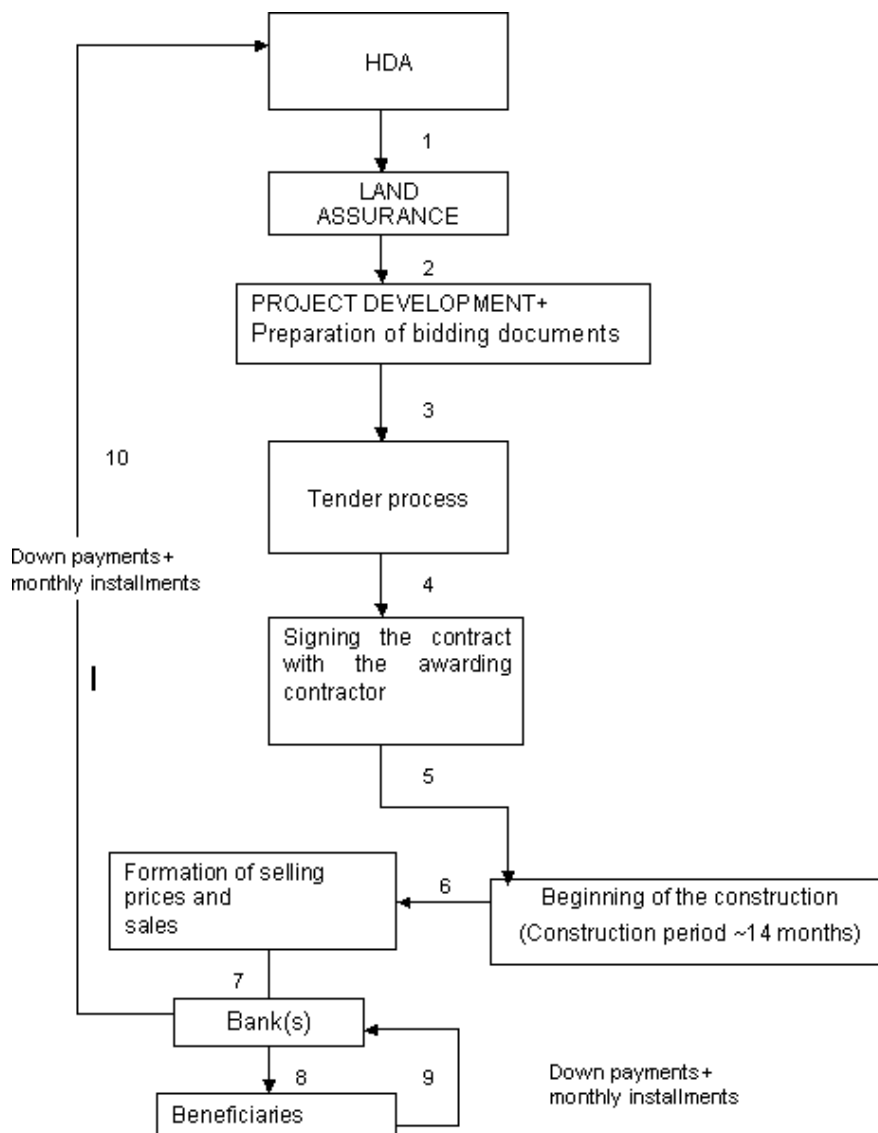 HDA
1
LAND
ASSURANCE
2
PROJECT DEVELOPMENT+
Preparation of bidding documents
3
10
Tender process
Down payments+
monthly installments
4
Signing the contract
with the awarding
contractor
5
Formation of selling
prices and
sales
6
Beginning of the construction
(Construction period ~14 months)
7
Bank(s)
8
9
Down payments+
monthly installments
Beneficiaries